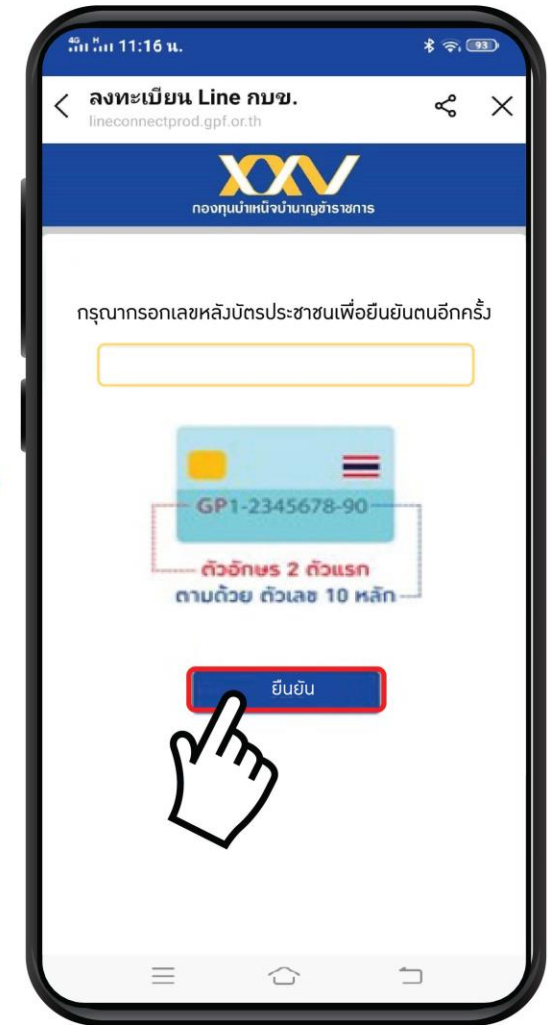 4G H 11:16 น. 93
ลงทะเบียน Line กบข.
lineconnectprod.gpf.or.th
XXV
กองทุนบำเหน็จบำนาญข้าราชการ
กรุณากรอกเลขหลังบัตรประชาชนเพื่อยืนยันตนอีกครั้ง
GP1-2345678-90
ตัวอักษร 2 ตัวแรก
ตามด้วย ตัวเลข 10 หลัก
ยืนยัน